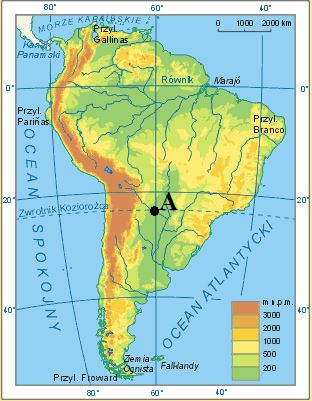 80° 60° 40°
0 1000 2000 km
MORZE KARAIBSKIE
Przyl.
Gallinas
Kanał
Panamski
Równik
Marajó
0°
0°
Przyl.
Pariñas
Przyl.
Branco
OCEAN SPOKOJNY
20°
20°
A
Zwrotnik Koziorożca
OCEAN ATLANTYCKI
m n.p.m.
3000
2000
1000
500
200
40°
40°
Ziemia
Ognista
Falklandy
Przyl. Froward
80° 60° 40°